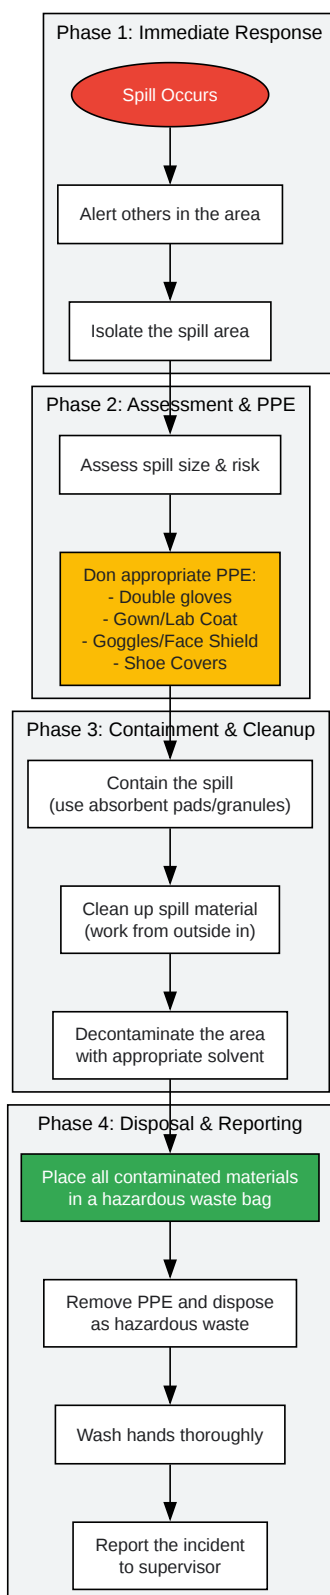 Phase 1: Immediate Response
Spill Occurs
Alert others in the area
Isolate the spill area
Phase 2: Assessment & PPE
Assess spill size & risk
Don appropriate PPE:
- Double gloves
- Gown/Lab Coat
- Goggles/Face Shield
- Shoe Covers
Phase 3: Containment & Cleanup
Contain the spill
(use absorbent pads/granules)
Clean up spill material
(work from outside in)
Decontaminate the area
with appropriate solvent
Phase 4: Disposal & Reporting
Place all contaminated materials
in a hazardous waste bag
Remove PPE and dispose
as hazardous waste
Wash hands thoroughly
Report the incident
to supervisor